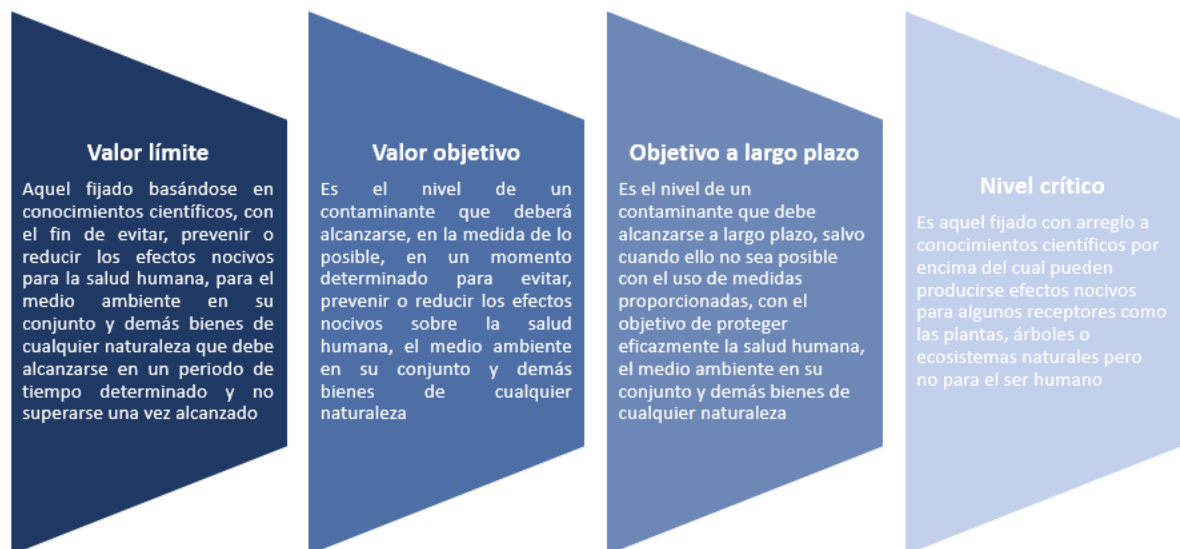 Valor límite
Aquel fijado basándose en
conocimientos científicos, con
el fin de evitar, prevenir o
reducir los efectos nocivos
para la salud humana, para el
medio ambiente en su
conjunto y demás bienes de
cualquier naturaleza que debe
alcanzarse en un periodo de
tiempo determinado y no
superarse una vez alcanzado
Valor objetivo
Es el nivel de un
contaminante que deberá
alcanzarse, en la medida de lo
posible, en un momento
determinado para evitar,
prevenir o reducir los efectos
nocivos sobre la salud
humana, el medio ambiente
en su conjunto y demás
bienes de cualquier
naturaleza
Objetivo a largo plazo
Es el nivel de un
contaminante que debe
alcanzarse a largo plazo, salvo
cuando ello no sea posible
con el uso de medidas
proporcionadas, con el
objetivo de proteger
eficazmente la salud humana,
el medio ambiente en su
conjunto y demás bienes de
cualquier naturaleza
Nivel crítico
Es aquel fijado con arreglo a
conocimientos científicos por
encima del cual pueden
producirse efectos nocivos
para algunos receptores como
las plantas, árboles o
ecosistemas naturales pero
no para el ser humano